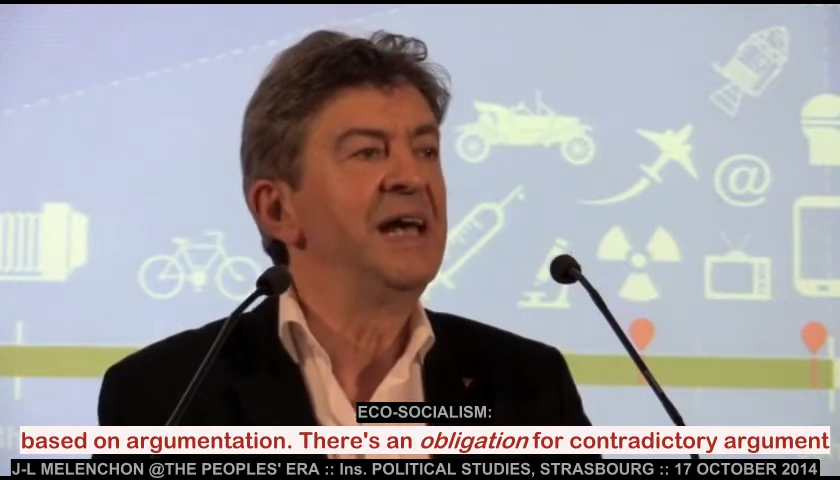 @
ECO-SOCIALISM:
based on argumentation. There's an obligation for contradictory argument
J-L MELENCHON @THE PEOPLES' ERA :: Ins. POLITICAL STUDIES, STRASBOURG :: 17 OCTOBER 2014